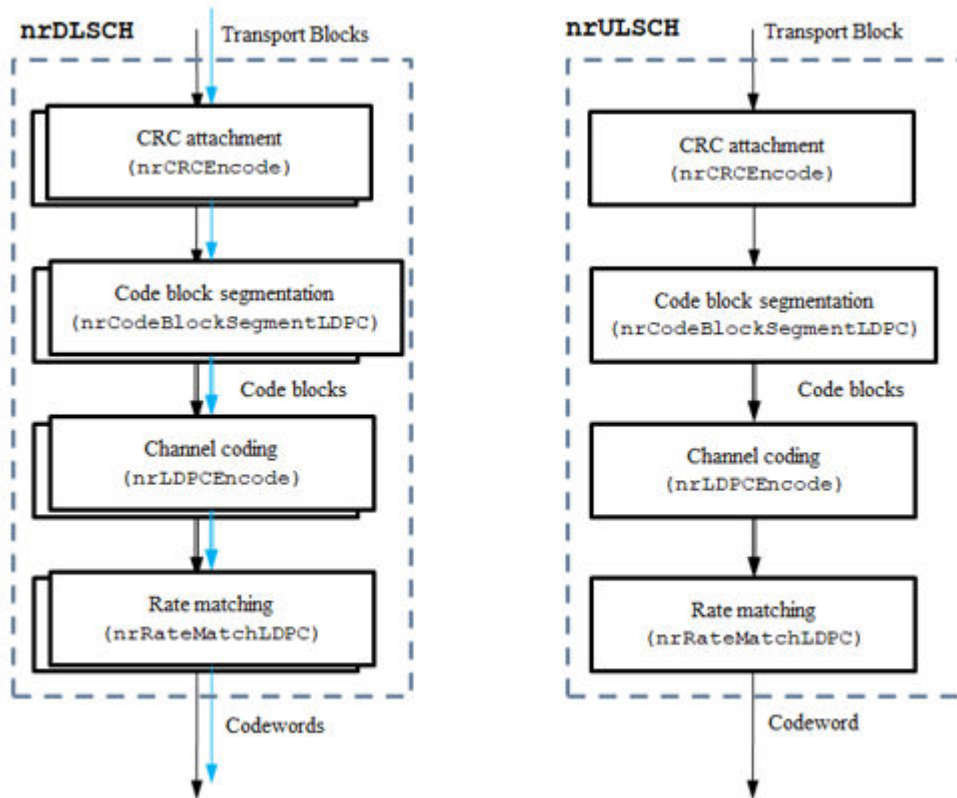 nrDLSCH
Transport Blocks
CRC attachment
(nrCRCEncode)
Code block segmentation
(nrCodeBlockSegmentLDPC)
Code blocks
Channel coding
(nrLDPCEncode)
Rate matching
(nrRateMatchLDPC)
Codewords
nrULSCH
Transport Block
CRC attachment
(nrCRCEncode)
Code block segmentation
(nrCodeBlockSegmentLDPC)
Code blocks
Channel coding
(nrLDPCEncode)
Rate matching
(nrRateMatchLDPC)
Codeword